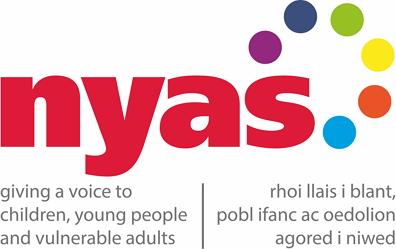 nyas
giving a voice to
children, young people
and vulnerable adults
rhoi llais i blant,
pobl ifanc ac oedolion
agored i niwed